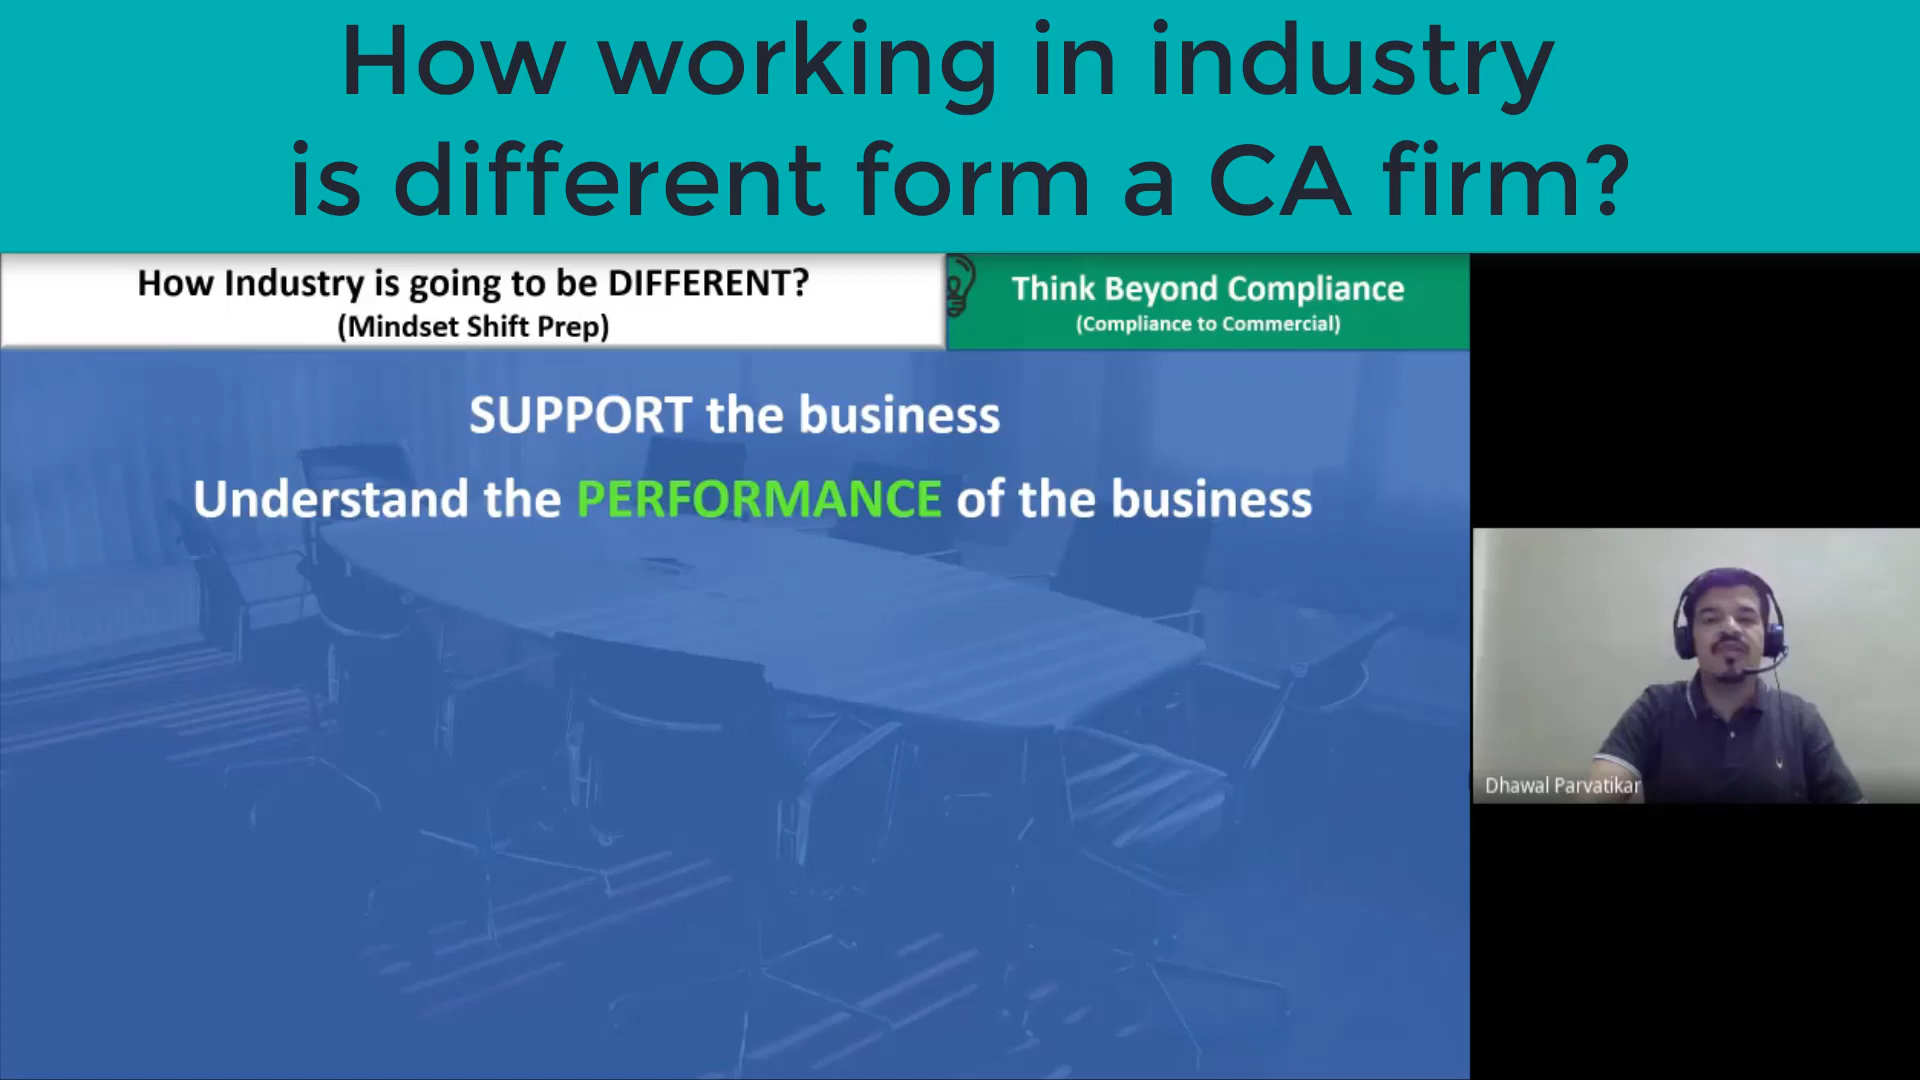 How working in industry
is different form a CA firm?
How Industry is going to be DIFFERENT?
(Mindset Shift Prep)
Think Beyond Compliance
(Compliance to Commercial)
SUPPORT the business
Understand the PERFORMANCE of the business
Dhawal Parvatikar